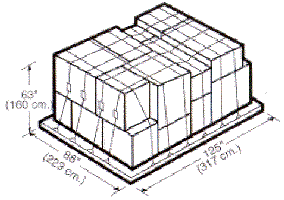 63"
(160 cm.)
88"
(223 cm.)
125"
(317 cm.)